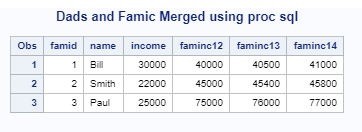 Dads and Famic Merged using proc sql
Obs famid name income faminc12 faminc13 faminc14
1 1 Bill 30000 40000 40500 41000
2 2 Smith 22000 45000 45400 45800
3 3 Paul 25000 75000 76000 77000